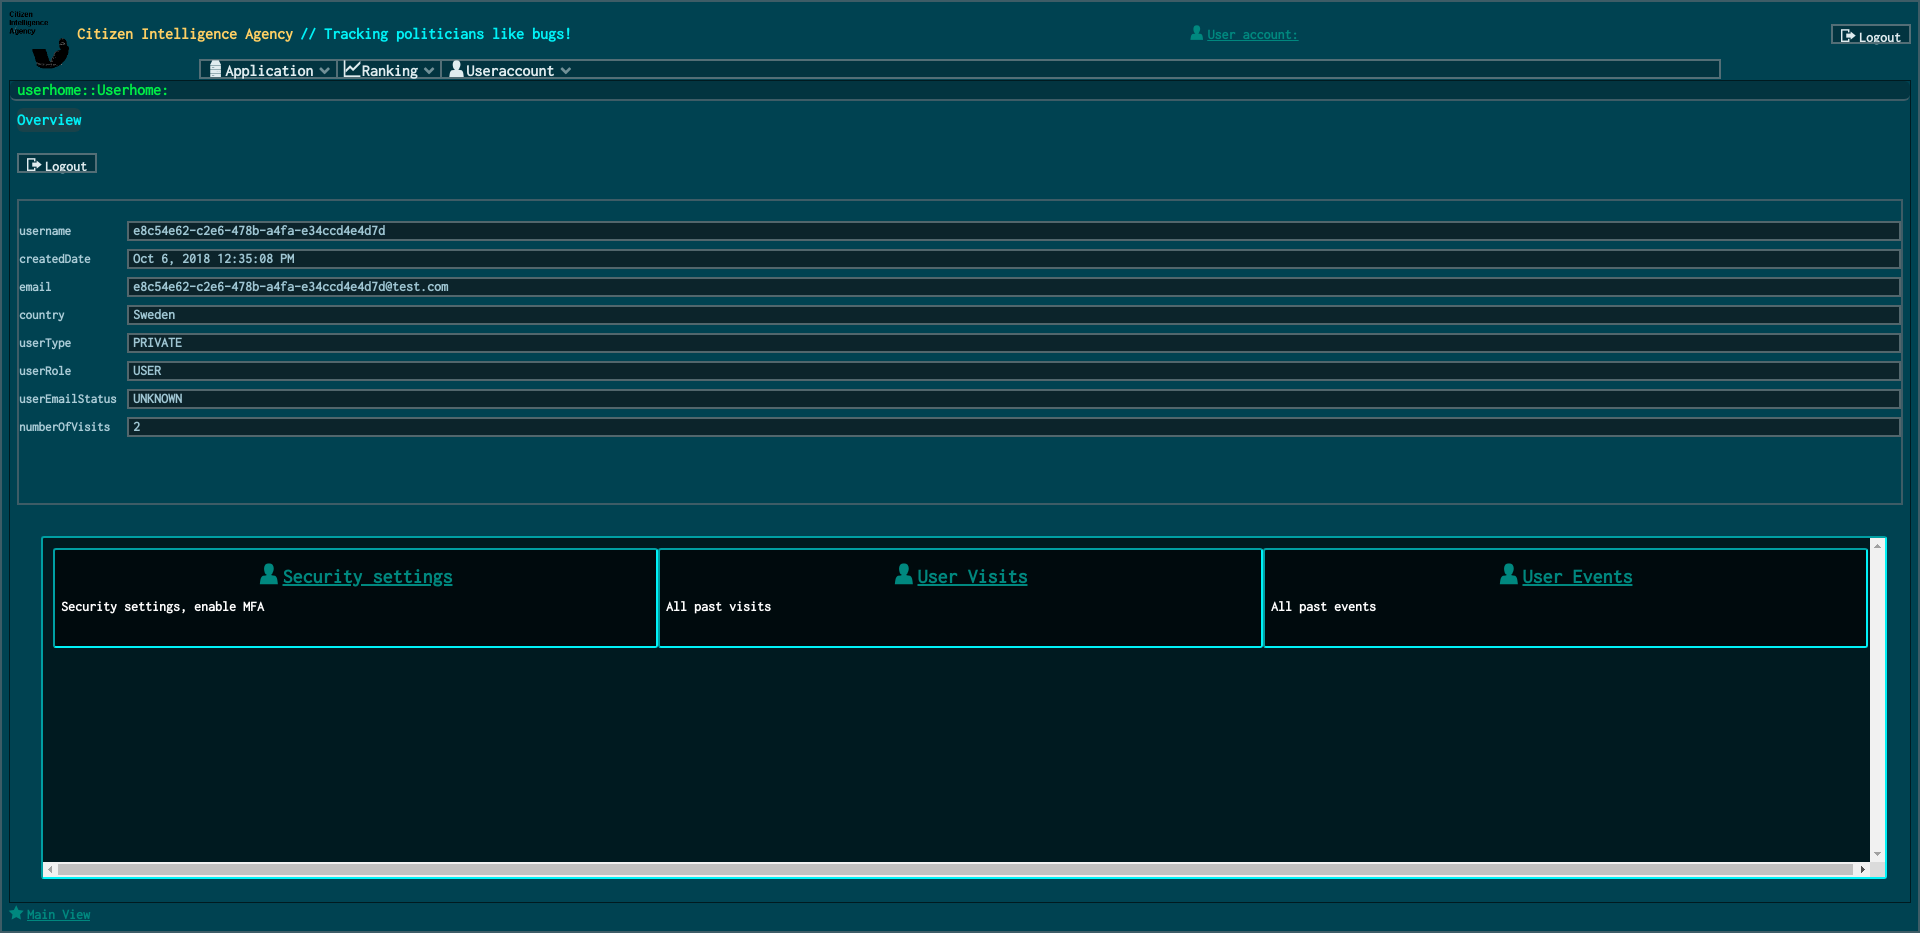 Citizen
Intelligence
Agency
Citizen Intelligence Agency // Tracking politicians like bugs!
User account:
Logout
Application
Ranking
Useraccount
userhome::Userhome:
Overview
Logout
username e8c54e62-c2e6-478b-a4fa-e34ccd4e4d7d
createdDate Oct 6, 2018 12:35:08 PM
email e8c54e62-c2e6-478b-a4fa-e34ccd4e4d7d@test.com
country Sweden
userType PRIVATE
userRole USER
userEmailStatus UNKNOWN
numberOfVisits 2
Security settings
Security settings, enable MFA
User Visits
All past visits
User Events
All past events
Main View